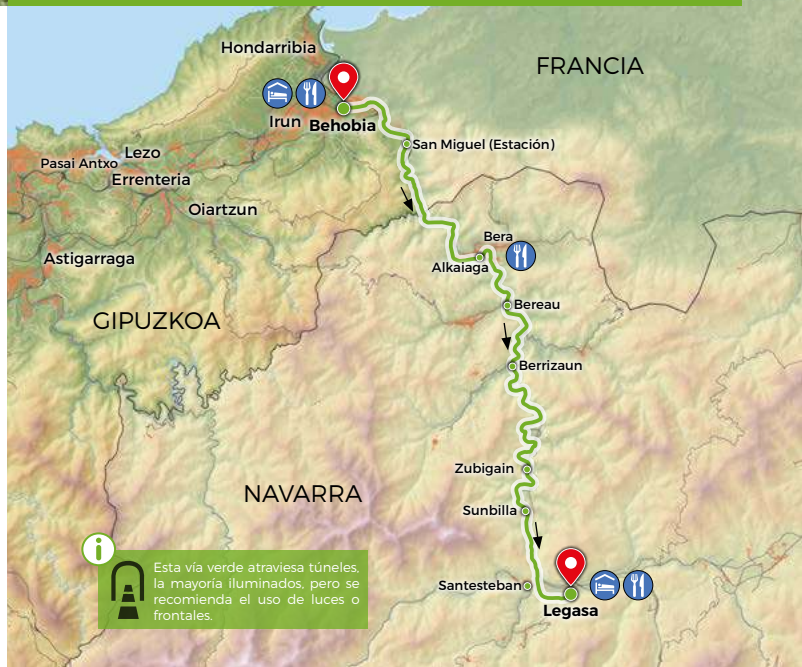 Hondarribia
FRANCIA
Irun
Behobia
San Miguel (Estación)
Lezo
Pasai Antxo
Errenteria
Oiartzun
Bera
Astigarraga
Alkaiaga
Bereau
GIPUZKOA
Berrizaun
Zubigain
NAVARRA
Sunbilla
i
Esta vía verde atraviesa túneles,
la mayoría iluminados, pero se
recomienda el uso de luces o
frontales.
Santesteban
Legasa